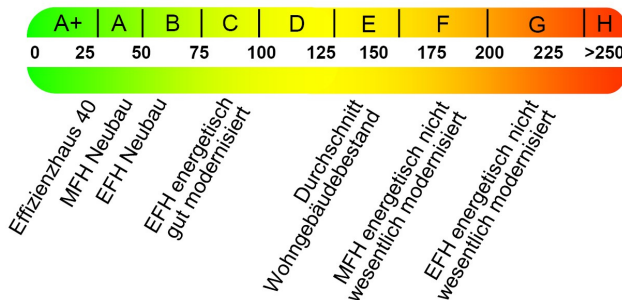 A+ A B C D E F G H
0 25 50 75 100 125 150 175 200 225 >250
Effizienzhaus 40
MFH Neubau
EFH Neubau
EFH energetisch
gut modernisiert
Durchschnitt
Wohngebäudebestand
MFH energetisch nicht
wesentlich modernisiert
EFH energetisch nicht
wesentlich modernisiert